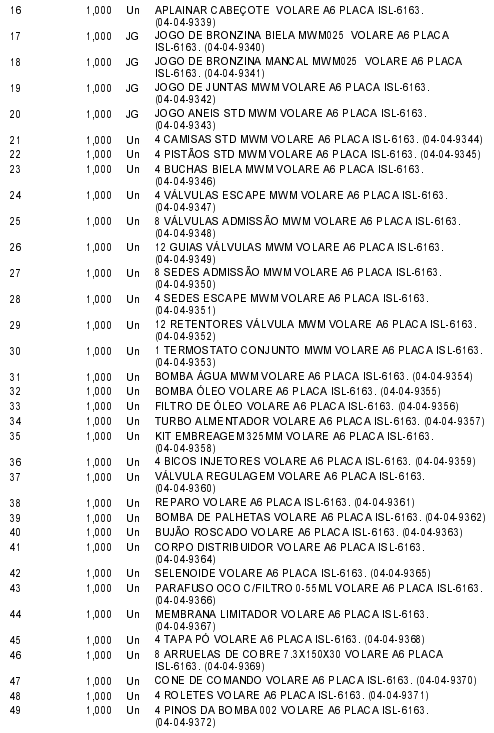 16 1,000 Un APLAINAR CABEÇOTE VOLARE A6 PLACA ISL-6163.
(04-04-9339)
17 1,000 JG JOGO DE BRONZINA BIELA MWM025 VOLARE A6 PLACA
ISL-6163. (04-04-9340)
18 1,000 JG JOGO DE BRONZINA MANCAL MWM025 VOLARE A6 PLACA
ISL-6163. (04-04-9341)
19 1,000 JG JOGO DE JUNTAS MWM VOLARE A6 PLACA ISL-6163.
(04-04-9342)
20 1,000 JG JOGO ANEIS STD MWM VOLARE A6 PLACA ISL-6163.
(04-04-9343)
21 1,000 Un 4 CAMISAS STD MWM VOLARE A6 PLACA ISL-6163. (04-04-9344)
22 1,000 Un 4 PISTÃOS STD MWM VOLARE A6 PLACA ISL-6163. (04-04-9345)
23 1,000 Un 4 BUCHAS BIELA MWM VOLARE A6 PLACA ISL-6163.
(04-04-9346)
24 1,000 Un 4 VÁLVULAS ESCAPE MWM VOLARE A6 PLACA ISL-6163.
(04-04-9347)
25 1,000 Un 8 VÁLVULAS ADMISSÃO MWM VOLARE A6 PLACA ISL-6163.
(04-04-9348)
26 1,000 Un 12 GUIAS VÁLVULAS MWM VOLARE A6 PLACA ISL-6163.
(04-04-9349)
27 1,000 Un 8 SEDES ADMISSÃO MWM VOLARE A6 PLACA ISL-6163.
(04-04-9350)
28 1,000 Un 4 SEDES ESCAPE MWM VOLARE A6 PLACA ISL-6163.
(04-04-9351)
29 1,000 Un 12 RETENTORES VÁLVULA MWM VOLARE A6 PLACA ISL-6163.
(04-04-9352)
30 1,000 Un 1 TERMOSTATO CONJUNTO MWM VOLARE A6 PLACA ISL-6163.
(04-04-9353)
31 1,000 Un BOMBA ÁGUA MWM VOLARE A6 PLACA ISL-6163. (04-04-9354)
32 1,000 Un BOMBA ÓLEO VOLARE A6 PLACA ISL-6163. (04-04-9355)
33 1,000 Un FILTRO DE ÓLEO VOLARE A6 PLACA ISL-6163. (04-04-9356)
34 1,000 Un TURBO ALMENTADOR VOLARE A6 PLACA ISL-6163. (04-04-9357)
35 1,000 Un KIT EMBREAGEM 325 MM VOLARE A6 PLACA ISL-6163.
(04-04-9358)
36 1,000 Un 4 BICOS INJETORES VOLARE A6 PLACA ISL-6163. (04-04-9359)
37 1,000 Un VÁLVULA REGULAGEM VOLARE A6 PLACA ISL-6163.
(04-04-9360)
38 1,000 Un REPARO VOLARE A6 PLACA ISL-6163. (04-04-9361)
39 1,000 Un BOMBA DE PALHETAS VOLARE A6 PLACA ISL-6163. (04-04-9362)
40 1,000 Un BUJÃO ROSCADO VOLARE A6 PLACA ISL-6163. (04-04-9363)
41 1,000 Un CORPO DISTRIBUIDOR VOLARE A6 PLACA ISL-6163.
(04-04-9364)
42 1,000 Un SELENOIDE VOLARE A6 PLACA ISL-6163. (04-04-9365)
43 1,000 Un PARAFUSO OCO C/FILTRO 0-55 ML VOLARE A6 PLACA ISL-6163.
(04-04-9366)
44 1,000 Un MEMBRANA LIMITADOR VOLARE A6 PLACA ISL-6163.
(04-04-9367)
45 1,000 Un 4 TAPA PÓ VOLARE A6 PLACA ISL-6163. (04-04-9368)
46 1,000 Un 8 ARRUELAS DE COBRE 7.3X150X30 VOLARE A6 PLACA
ISL-6163. (04-04-9369)
47 1,000 Un CONE DE COMANDO VOLARE A6 PLACA ISL-6163. (04-04-9370)
48 1,000 Un 4 ROLETES VOLARE A6 PLACA ISL-6163. (04-04-9371)
49 1,000 Un 4 PINOS DA BOMBA 002 VOLARE A6 PLACA ISL-6163.
(04-04-9372)